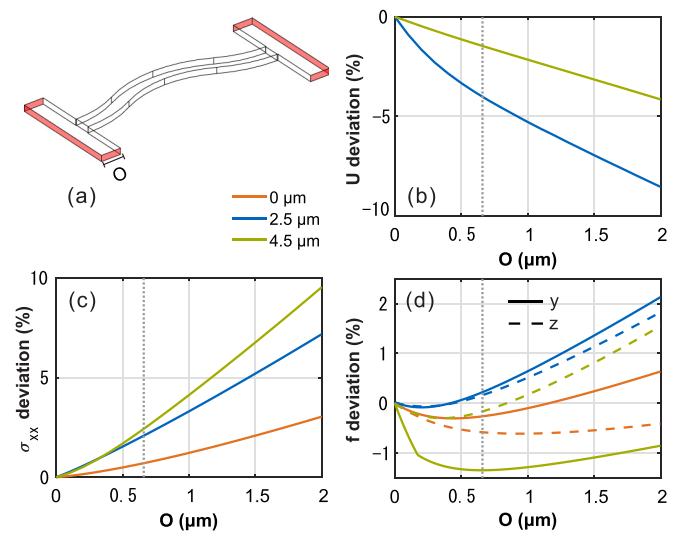 O
(a)
0 µm
2.5 µm
4.5 µm
0
−5
−10
U deviation (%)
(b)
0 0.5 1 1.5 2
O (µm)
10
5
0
σxx deviation (%)
(c)
0 0.5 1 1.5 2
O (µm)
2
1
0
−1
f deviation (%)
(d)
y
z
0 0.5 1 1.5 2
O (µm)